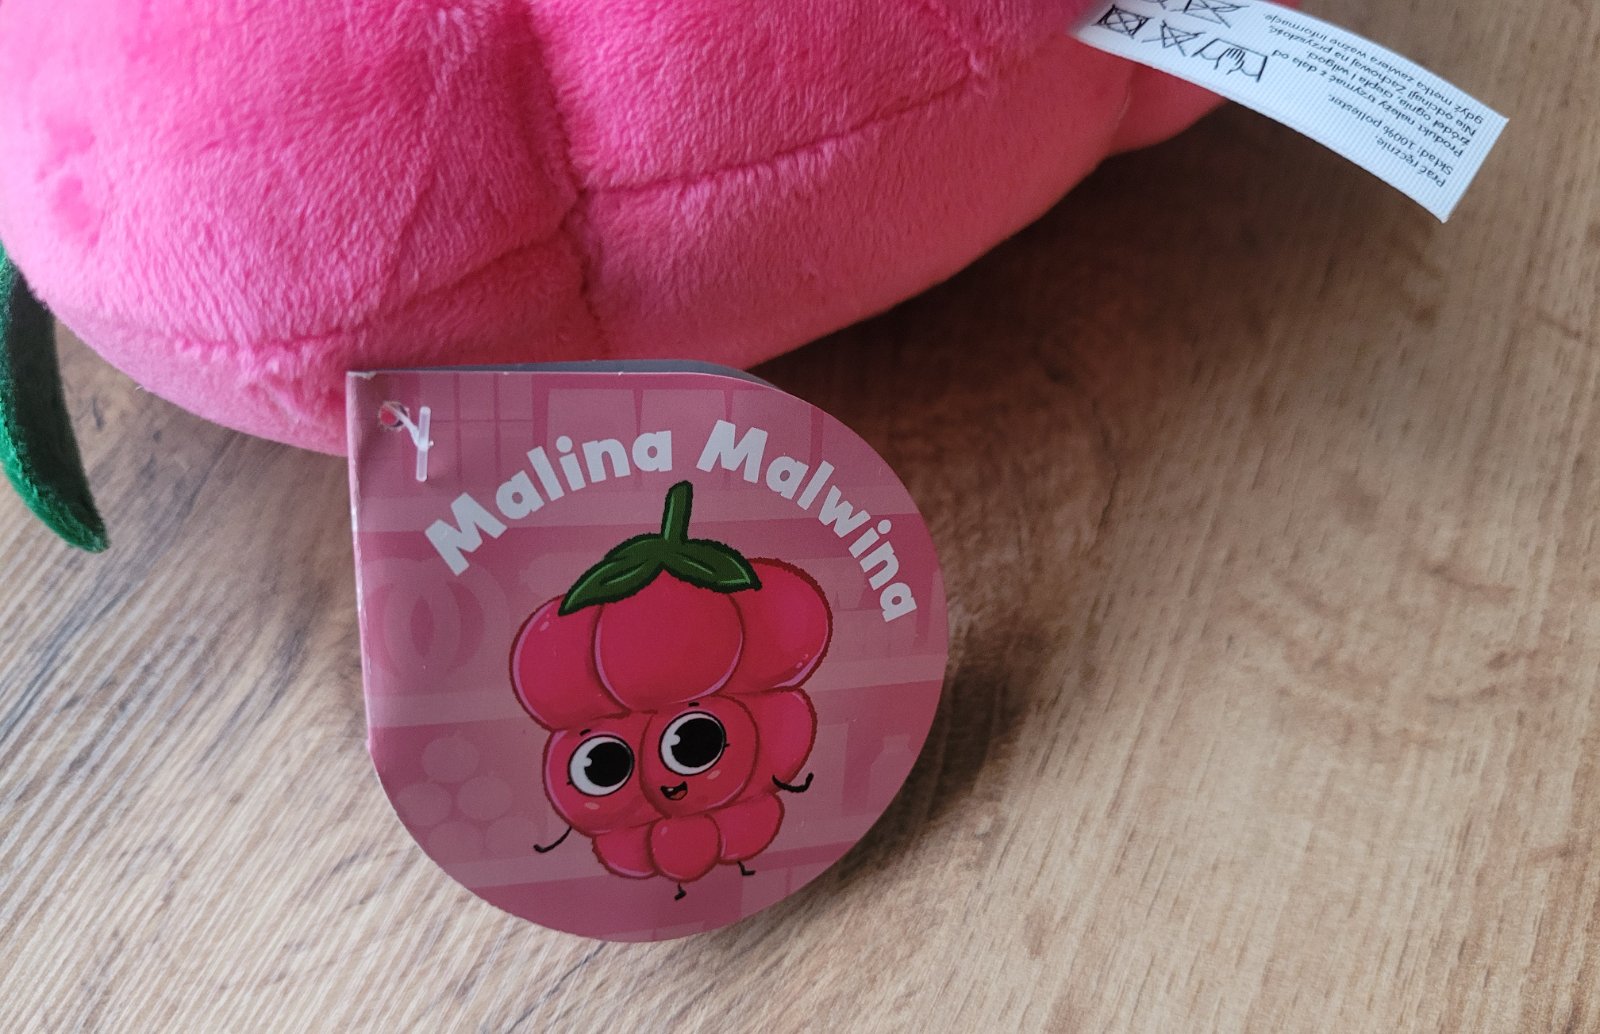 Malina Malwina
Prać ręcznie.
Skład: 100% poliester.
Produkt należy trzymać z dala od
źródeł ognia, ciepła i wilgoci.
Nie odcinaj! Zachowaj na przyszłość,
gdyż metka zawiera ważne informacje.